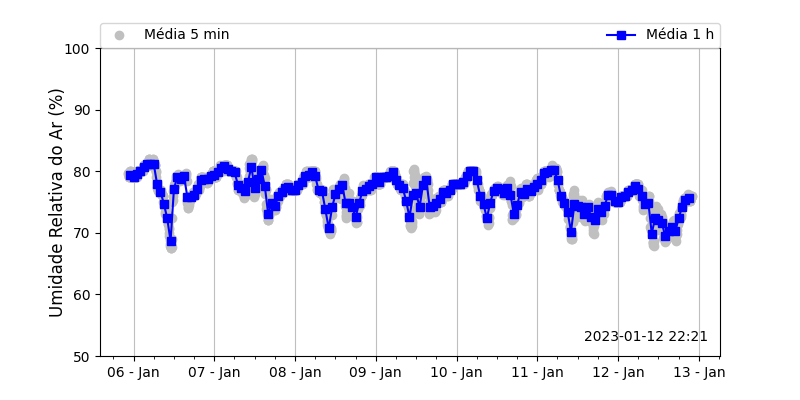 Média 5 min
Média 1 h
Umidade Relativa do Ar (%)
100
90
80
70
60
50
2023-01-12 22:21
06 - Jan
07 - Jan
08 - Jan
09 - Jan
10 - Jan
11 - Jan
12 - Jan
13 - Jan